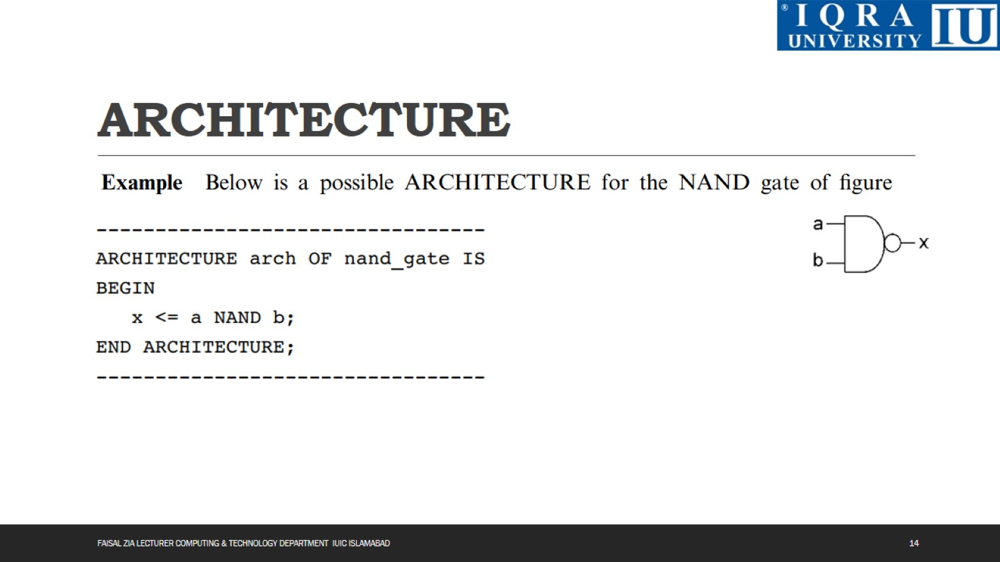 ® IQRA
UNIVERSITY IU
ARCHITECTURE
Example Below is a possible ARCHITECTURE for the NAND gate of figure
---------------------------------
ARCHITECTURE arch OF nand_gate IS
BEGIN
   x <= a NAND b;
END ARCHITECTURE;
---------------------------------
a
b
x
FAISAL ZIA LECTURER COMPUTING & TECHNOLOGY DEPARTMENT IUIC ISLAMABAD
14